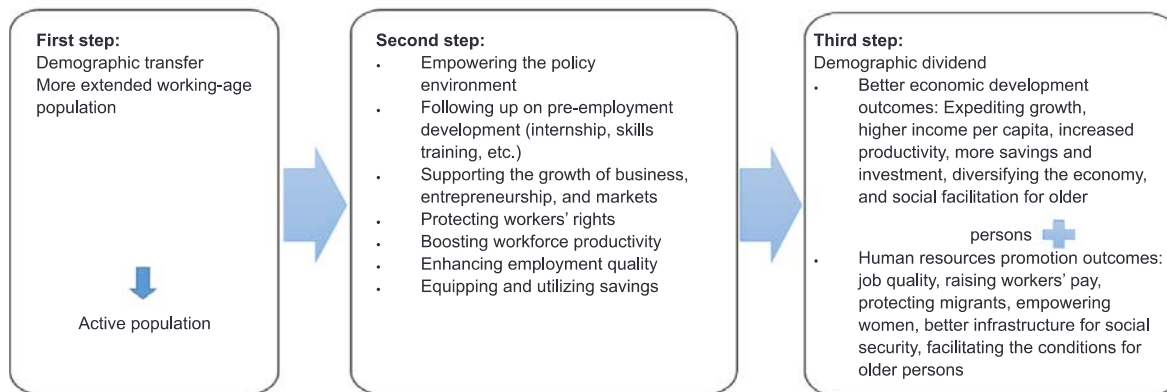 First step:
Demographic transfer
More extended working-age
population
Active population
Second step:
• Empowering the policy
environment
• Following up on pre-employment
development (internship, skills
training, etc.)
• Supporting the growth of business,
entrepreneurship, and markets
• Protecting workers’ rights
• Boosting workforce productivity
• Enhancing employment quality
• Equipping and utilizing savings
Third step:
Demographic dividend
• Better economic development
outcomes: Expediting growth,
higher income per capita, increased
productivity, more savings and
investment, diversifying the economy,
and social facilitation for older
persons
• Human resources promotion outcomes:
job quality, raising workers’ pay,
protecting migrants, empowering
women, better infrastructure for social
security, facilitating the conditions for
older persons